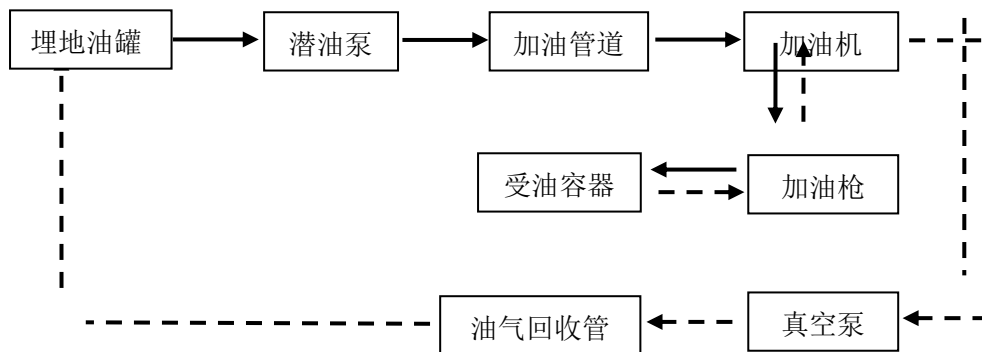 埋地油罐
潜油泵
加油管道
加油机
受油容器
加油枪
油气回收管
真空泵